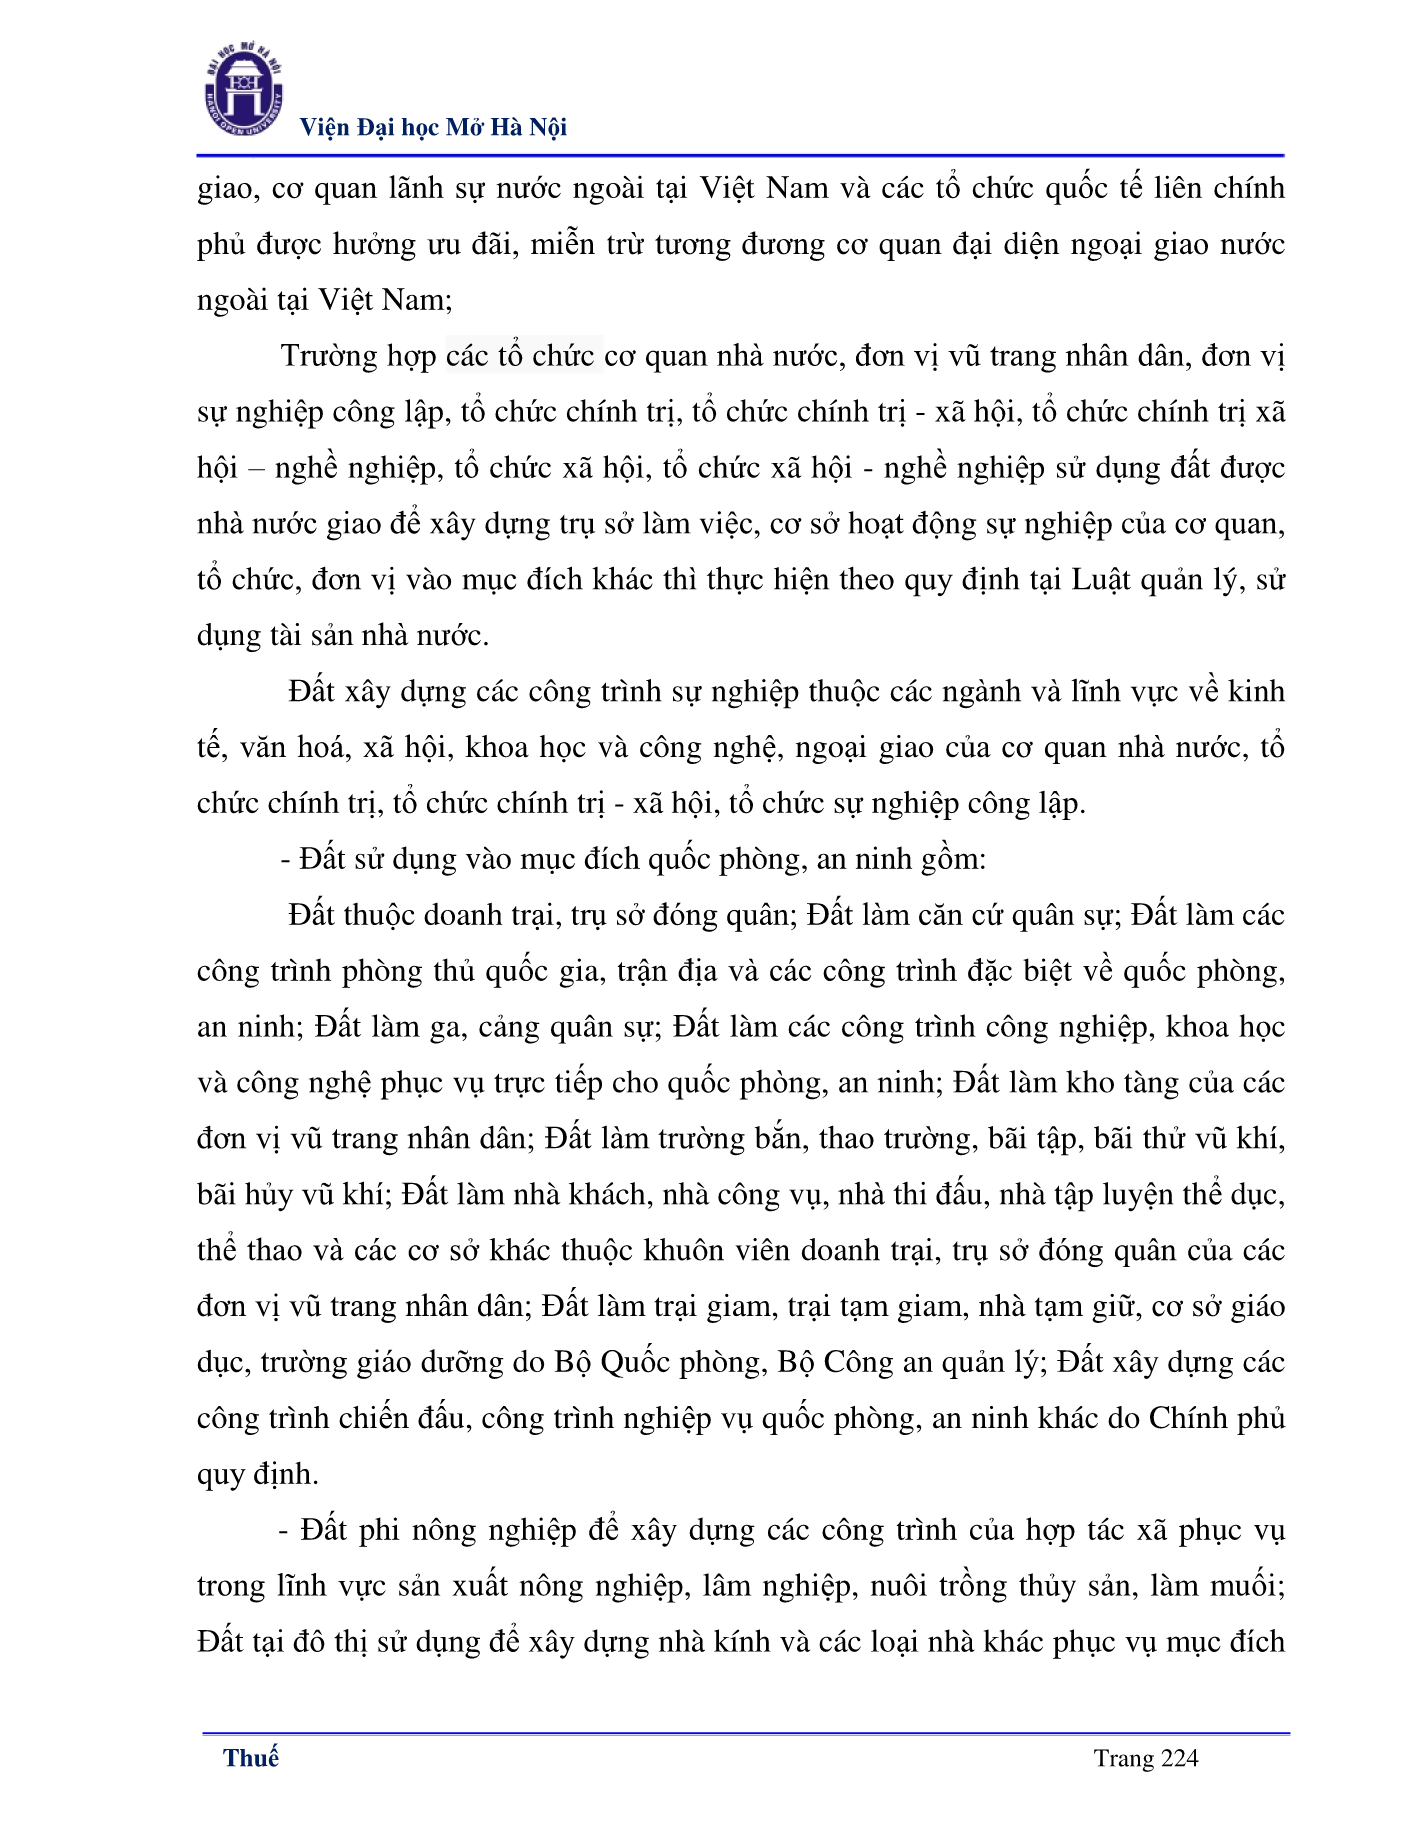 ĐẠI HỌC MỞ HÀ NỘI
HANOI OPEN UNIVERSITY
Viện Đại học Mở Hà Nội
giao, cơ quan lãnh sự nước ngoài tại Việt Nam và các tổ chức quốc tế liên chính
phủ được hưởng ưu đãi, miễn trừ tương đương cơ quan đại diện ngoại giao nước
ngoài tại Việt Nam;
Trường hợp các tổ chức cơ quan nhà nước, đơn vị vũ trang nhân dân, đơn vị
sự nghiệp công lập, tổ chức chính trị, tổ chức chính trị - xã hội, tổ chức chính trị xã
hội – nghề nghiệp, tổ chức xã hội, tổ chức xã hội - nghề nghiệp sử dụng đất được
nhà nước giao để xây dựng trụ sở làm việc, cơ sở hoạt động sự nghiệp của cơ quan,
tổ chức, đơn vị vào mục đích khác thì thực hiện theo quy định tại Luật quản lý, sử
dụng tài sản nhà nước.
Đất xây dựng các công trình sự nghiệp thuộc các ngành và lĩnh vực về kinh
tế, văn hoá, xã hội, khoa học và công nghệ, ngoại giao của cơ quan nhà nước, tổ
chức chính trị, tổ chức chính trị - xã hội, tổ chức sự nghiệp công lập.
- Đất sử dụng vào mục đích quốc phòng, an ninh gồm:
Đất thuộc doanh trại, trụ sở đóng quân; Đất làm căn cứ quân sự; Đất làm các
công trình phòng thủ quốc gia, trận địa và các công trình đặc biệt về quốc phòng,
an ninh; Đất làm ga, cảng quân sự; Đất làm các công trình công nghiệp, khoa học
và công nghệ phục vụ trực tiếp cho quốc phòng, an ninh; Đất làm kho tàng của các
đơn vị vũ trang nhân dân; Đất làm trường bắn, thao trường, bãi tập, bãi thử vũ khí,
bãi hủy vũ khí; Đất làm nhà khách, nhà công vụ, nhà thi đấu, nhà tập luyện thể dục,
thể thao và các cơ sở khác thuộc khuôn viên doanh trại, trụ sở đóng quân của các
đơn vị vũ trang nhân dân; Đất làm trại giam, trại tạm giam, nhà tạm giữ, cơ sở giáo
dục, trường giáo dưỡng do Bộ Quốc phòng, Bộ Công an quản lý; Đất xây dựng các
công trình chiến đấu, công trình nghiệp vụ quốc phòng, an ninh khác do Chính phủ
quy định.
- Đất phi nông nghiệp để xây dựng các công trình của hợp tác xã phục vụ
trong lĩnh vực sản xuất nông nghiệp, lâm nghiệp, nuôi trồng thủy sản, làm muối;
Đất tại đô thị sử dụng để xây dựng nhà kính và các loại nhà khác phục vụ mục đích
Thuế
Trang 224